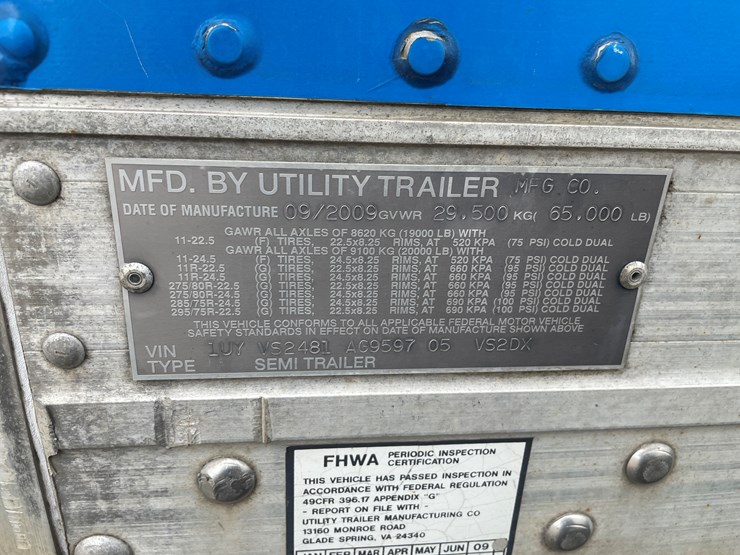 MFD. BY UTILITY TRAILER MFG. CO.
DATE OF MANUFACTURE 09/2009 GVWR 29,500 KG( 65,000 LB)
GAWR ALL AXLES OF 8620 KG (19000 LB) WITH
11-22.5 (F) TIRES, 22.5x8.25 RIMS, AT 520 KPA (75 PSI) COLD DUAL
GAWR ALL AXLES OF 9100 KG (20000 LB) WITH
11-24.5 (F) TIRES, 24.5x8.25 RIMS, AT 520 KPA (75 PSI) COLD DUAL
11R-22.5 (G) TIRES, 22.5x8.25 RIMS, AT 660 KPA (95 PSI) COLD DUAL
11R-24.5 (G) TIRES, 24.5x8.25 RIMS, AT 660 KPA (95 PSI) COLD DUAL
275/80R-22.5 (G) TIRES, 22.5x8.25 RIMS, AT 660 KPA (95 PSI) COLD DUAL
275/80R-24.5 (G) TIRES, 24.5x8.25 RIMS, AT 660 KPA (95 PSI) COLD DUAL
285/75R-24.5 (G) TIRES, 24.5x8.25 RIMS, AT 690 KPA (100 PSI) COLD DUAL
295/75R-22.5 (G) TIRES, 22.5x8.25 RIMS, AT 690 KPA (100 PSI) COLD DUAL
THIS VEHICLE CONFORMS TO ALL APPLICABLE FEDERAL MOTOR VEHICLE
SAFETY STANDARDS IN EFFECT ON DATE OF MANUFACTURE SHOWN ABOVE
VIN 1UY VS2481 AG9597 05 VS2DX
TYPE SEMI TRAILER
FHWA PERIODIC INSPECTION
CERTIFICATION
THIS VEHICLE HAS PASSED INSPECTION IN
ACCORDANCE WITH FEDERAL REGULATION
49CFR 396.17 APPENDIX "G"
- REPORT ON FILE WITH -
UTILITY TRAILER MANUFACTURING CO
13160 MONROE ROAD
GLADE SPRING, VA 24340
JAN FEB MAR APR MAY JUN 09